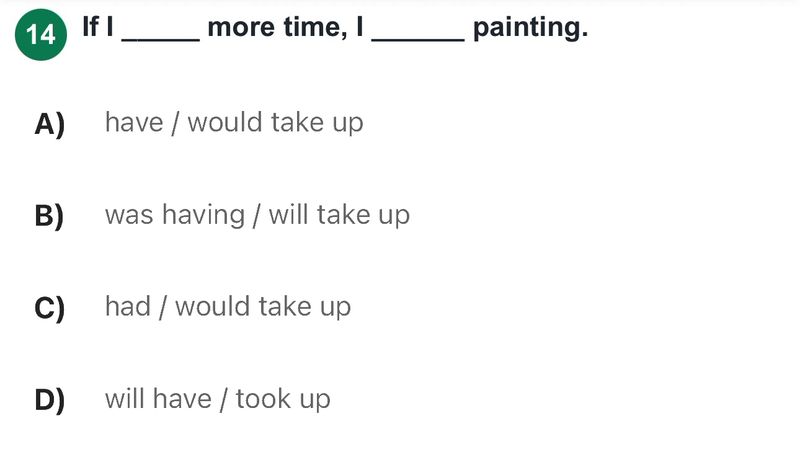 14 If I _____ more time, I ______ painting.
A) have / would take up
B) was having / will take up
C) had / would take up
D) will have / took up